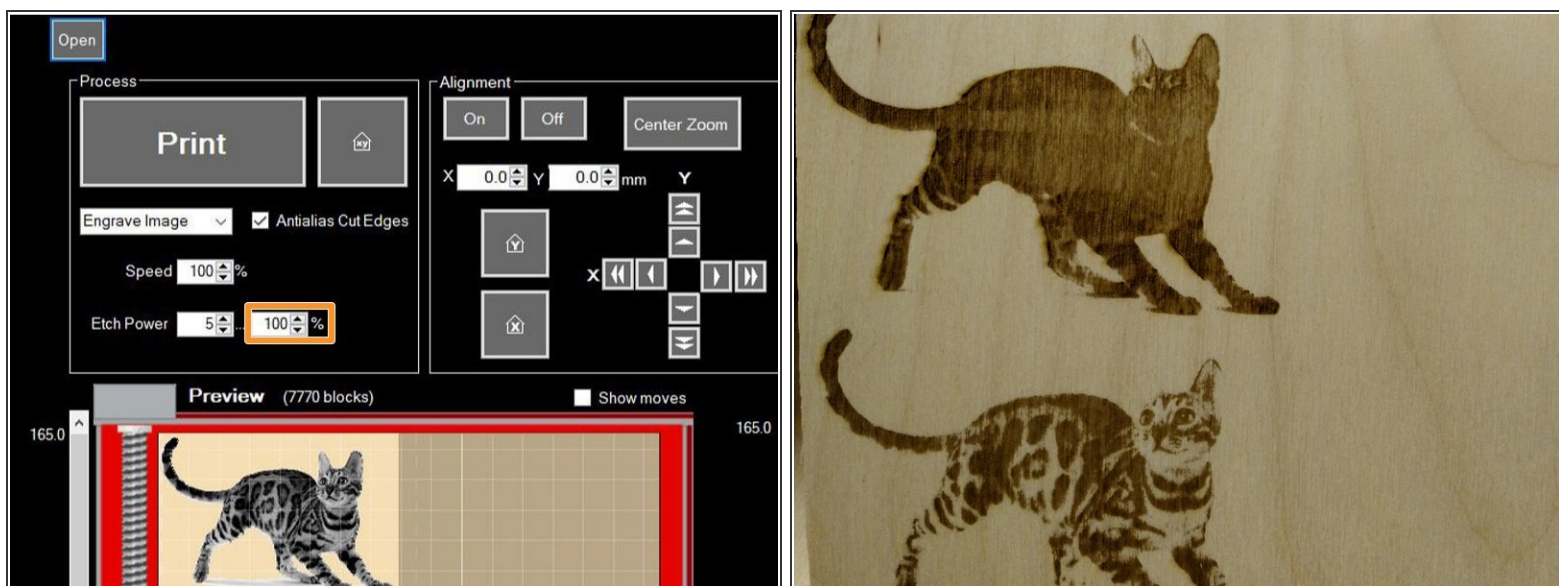 Open
Process
Print
xy
Engrave Image
Antialias Cut Edges
Speed 100 %
Etch Power 5 ... 100 %
Alignment
On Off Center Zoom
X 0.0 Y 0.0 mm Y
Y
X
X
Preview (7770 blocks) Show moves
165.0 165.0